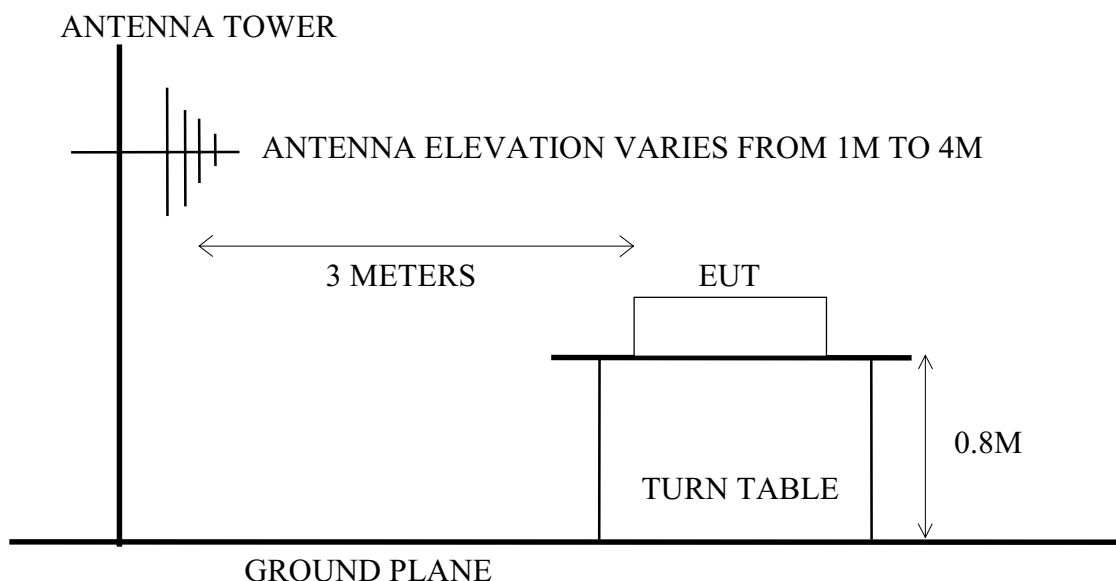 ANTENNA TOWER
ANTENNA ELEVATION VARIES FROM 1M TO 4M
3 METERS
EUT
0.8M
TURN TABLE
GROUND PLANE